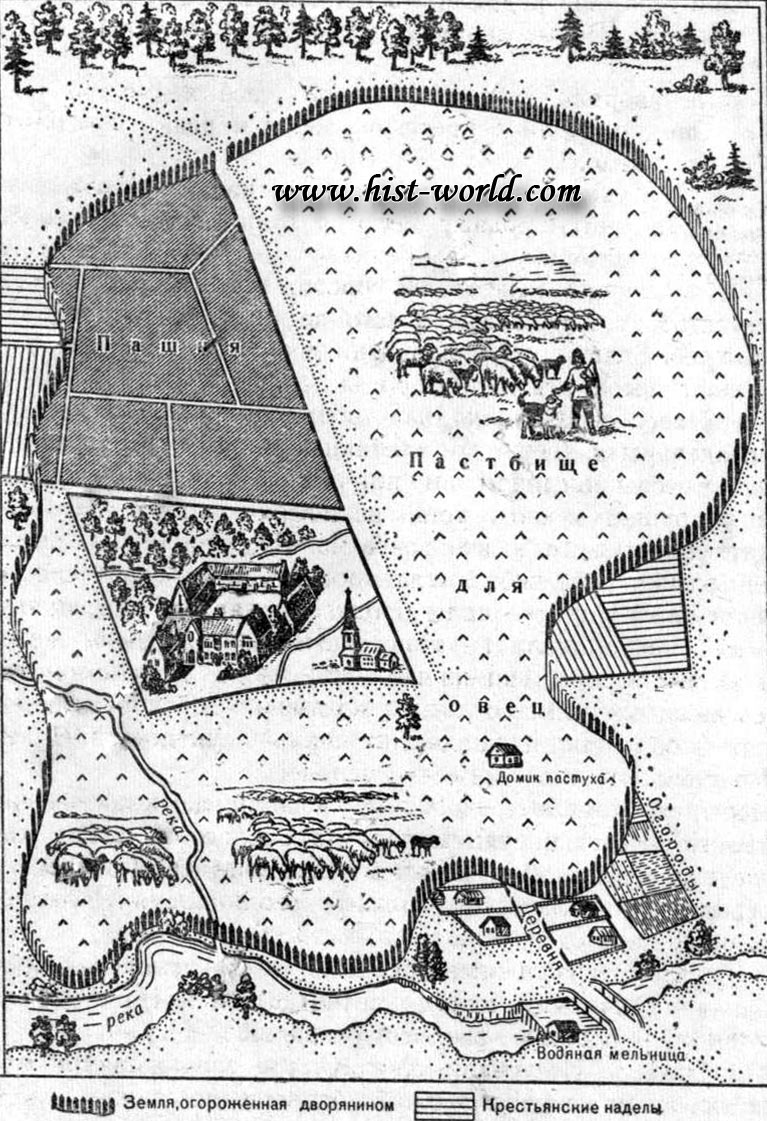 www.hist-world.com
Пашня
Пастбище
для
овец
Домик пастуха
Огороды
река
Деревня
река
Водяная мельница
Земля, огороженная дворянином
Крестьянские наделы